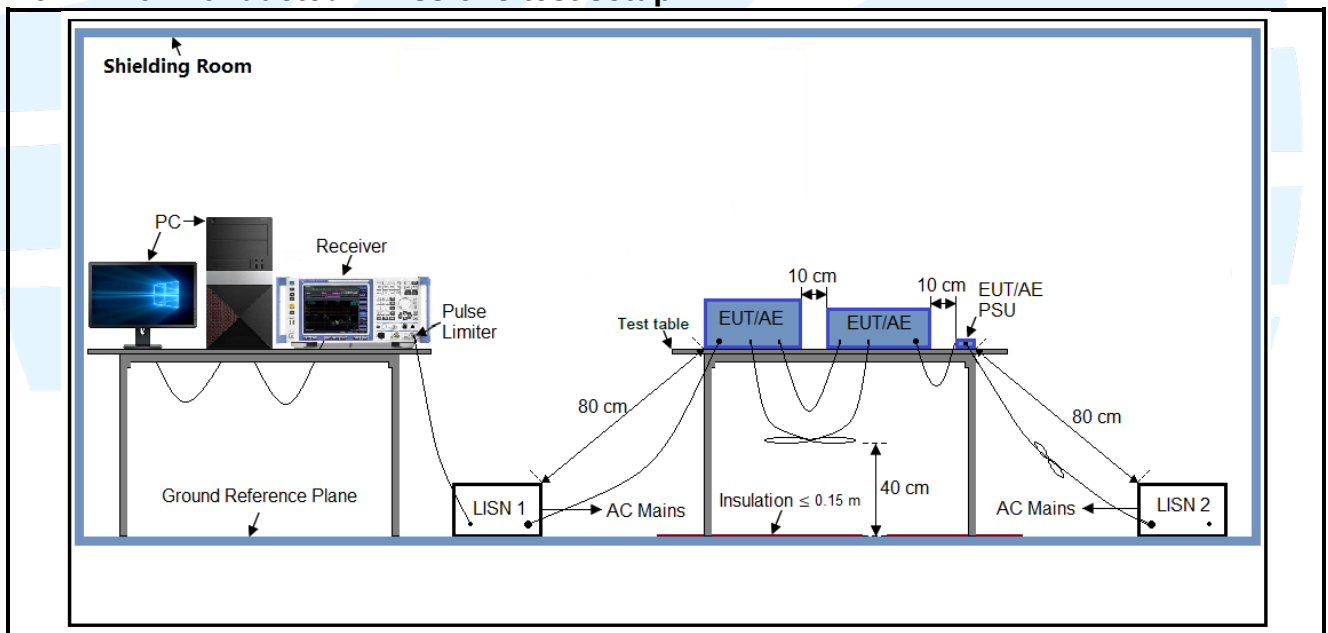 Shielding Room
PC
Receiver
Pulse
Limiter
10 cm
10 cm
EUT/AE
PSU
Test table
EUT/AE
EUT/AE
80 cm
80 cm
40 cm
Ground Reference Plane
LISN 1
AC Mains
Insulation ≤ 0.15 m
AC Mains
LISN 2